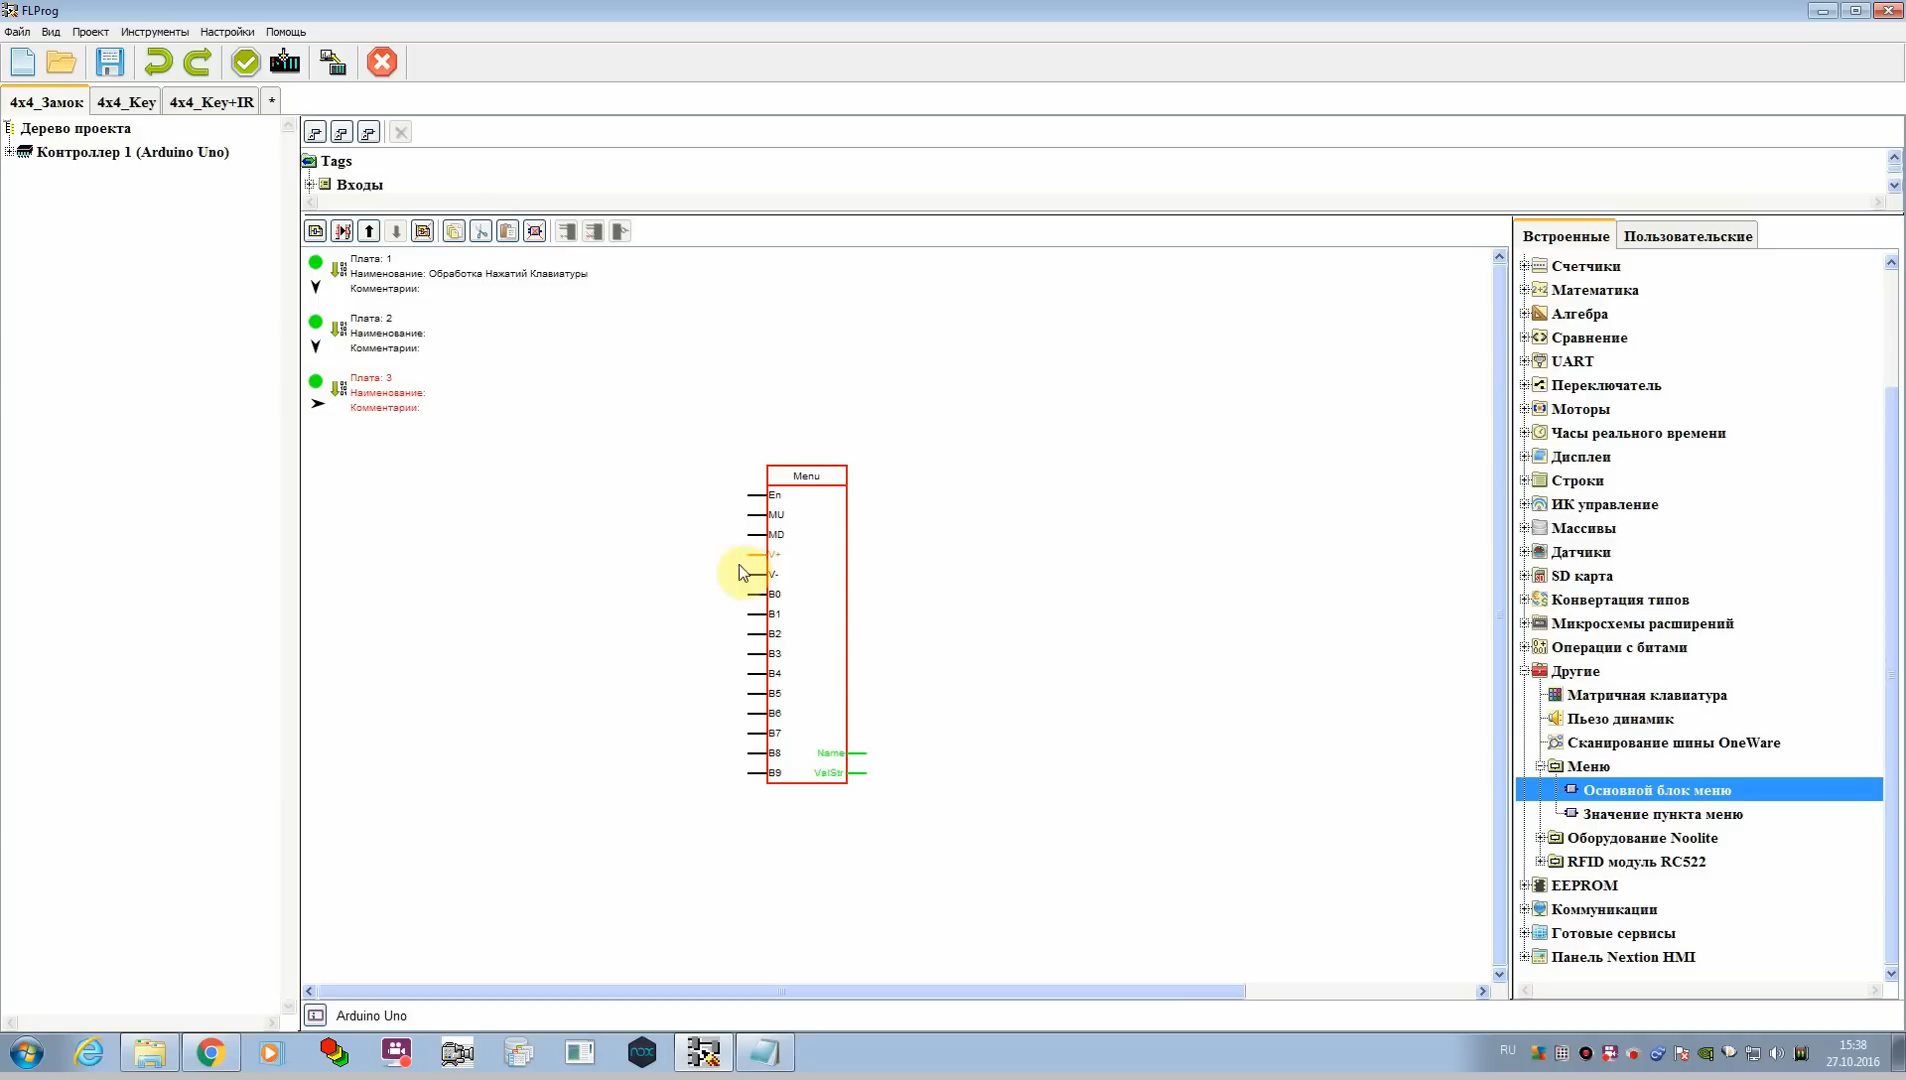 FLProg
Файл Вид Проект Инструменты Настройки Помощь
4x4_Замок 4x4_Key 4x4_Key+IR *
Дерево проекта
Контроллер 1 (Arduino Uno)
Tags
Входы
Плата: 1
Наименование: Обработка Нажатий Клавиатуры
Комментарии:
Плата: 2
Наименование:
Комментарии:
Плата: 3
Наименование:
Комментарии:
Menu
En
MU
MD
V+
V-
B0
B1
B2
B3
B4
B5
B6
B7
B8 Name
B9 ValStr
Встроенные Пользовательские
Счетчики
Математика
Алгебра
Сравнение
UART
Переключатель
Моторы
Часы реального времени
Дисплеи
Строки
ИК управление
Массивы
Датчики
SD карта
Конвертация типов
Микросхемы расширений
Операции с битами
Другие
Матричная клавиатура
Пьезо динамик
Сканирование шины OneWare
Меню
Основной блок меню
Значение пункта меню
Оборудование Noolite
RFID модуль RC522
EEPROM
Коммуникации
Готовые сервисы
Панель Nextion HMI
Arduino Uno
nox
RU
15:38
27.10.2016